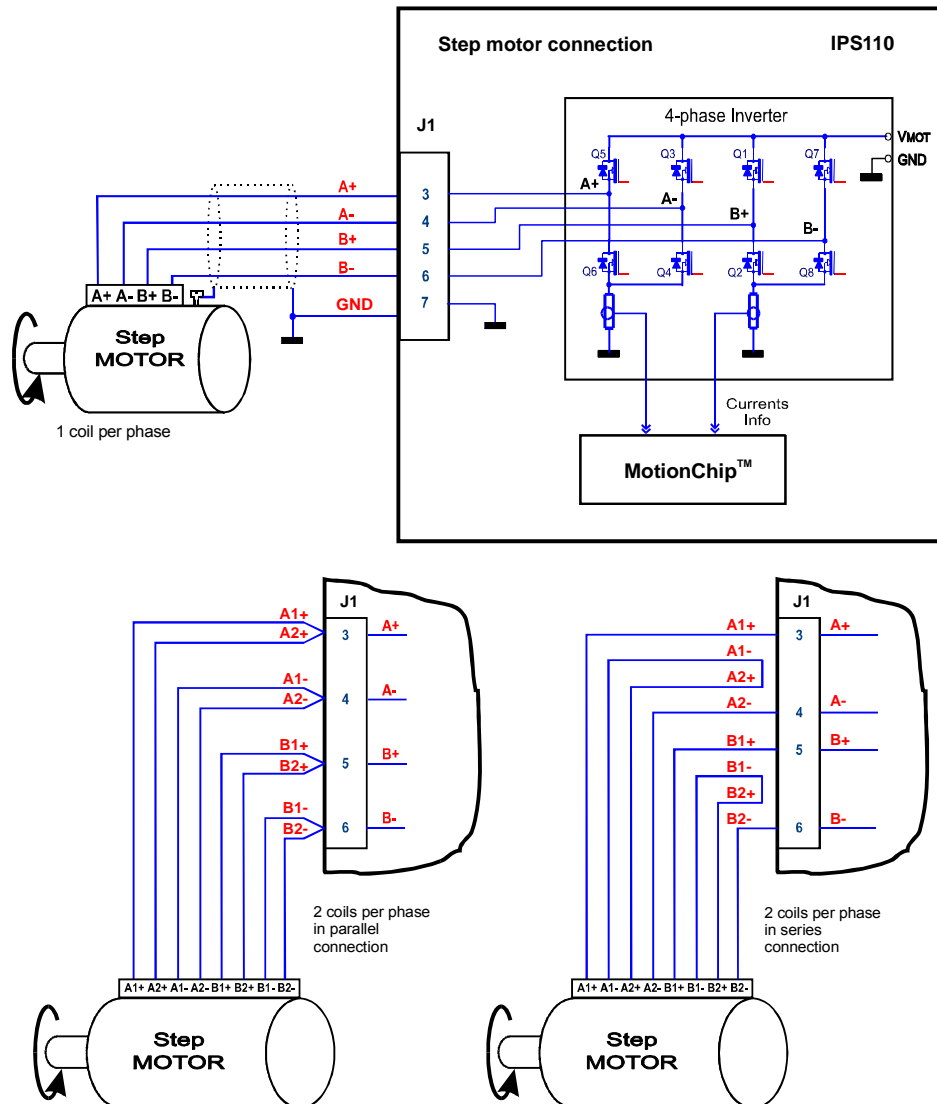 Step motor connection IPS110
4-phase Inverter
J1
VMOT
GND
Q5 Q3 Q1 Q7
A+
A-
B+
B-
Q6 Q4 Q2 Q8
A+
3
A-
4
B+
5
B-
6
GND
7
A+ A- B+ B-
Step
MOTOR
1 coil per phase
Currents
Info
MotionChip™
J1
A1+
A2+
3
A+
A1-
A2-
4
A-
B1+
B2+
5
B+
B1-
B2-
6
B-
2 coils per phase
in parallel
connection
A1+ A2+ A1- A2- B1+ B2+ B1- B2-
Step
MOTOR
J1
A1+
3
A+
A1-
A2+
A2-
4
A-
B1+
5
B+
B1-
B2+
B2-
6
B-
2 coils per phase
in series
connection
A1+ A1- A2+ A2- B1+ B1- B2+ B2-
Step
MOTOR